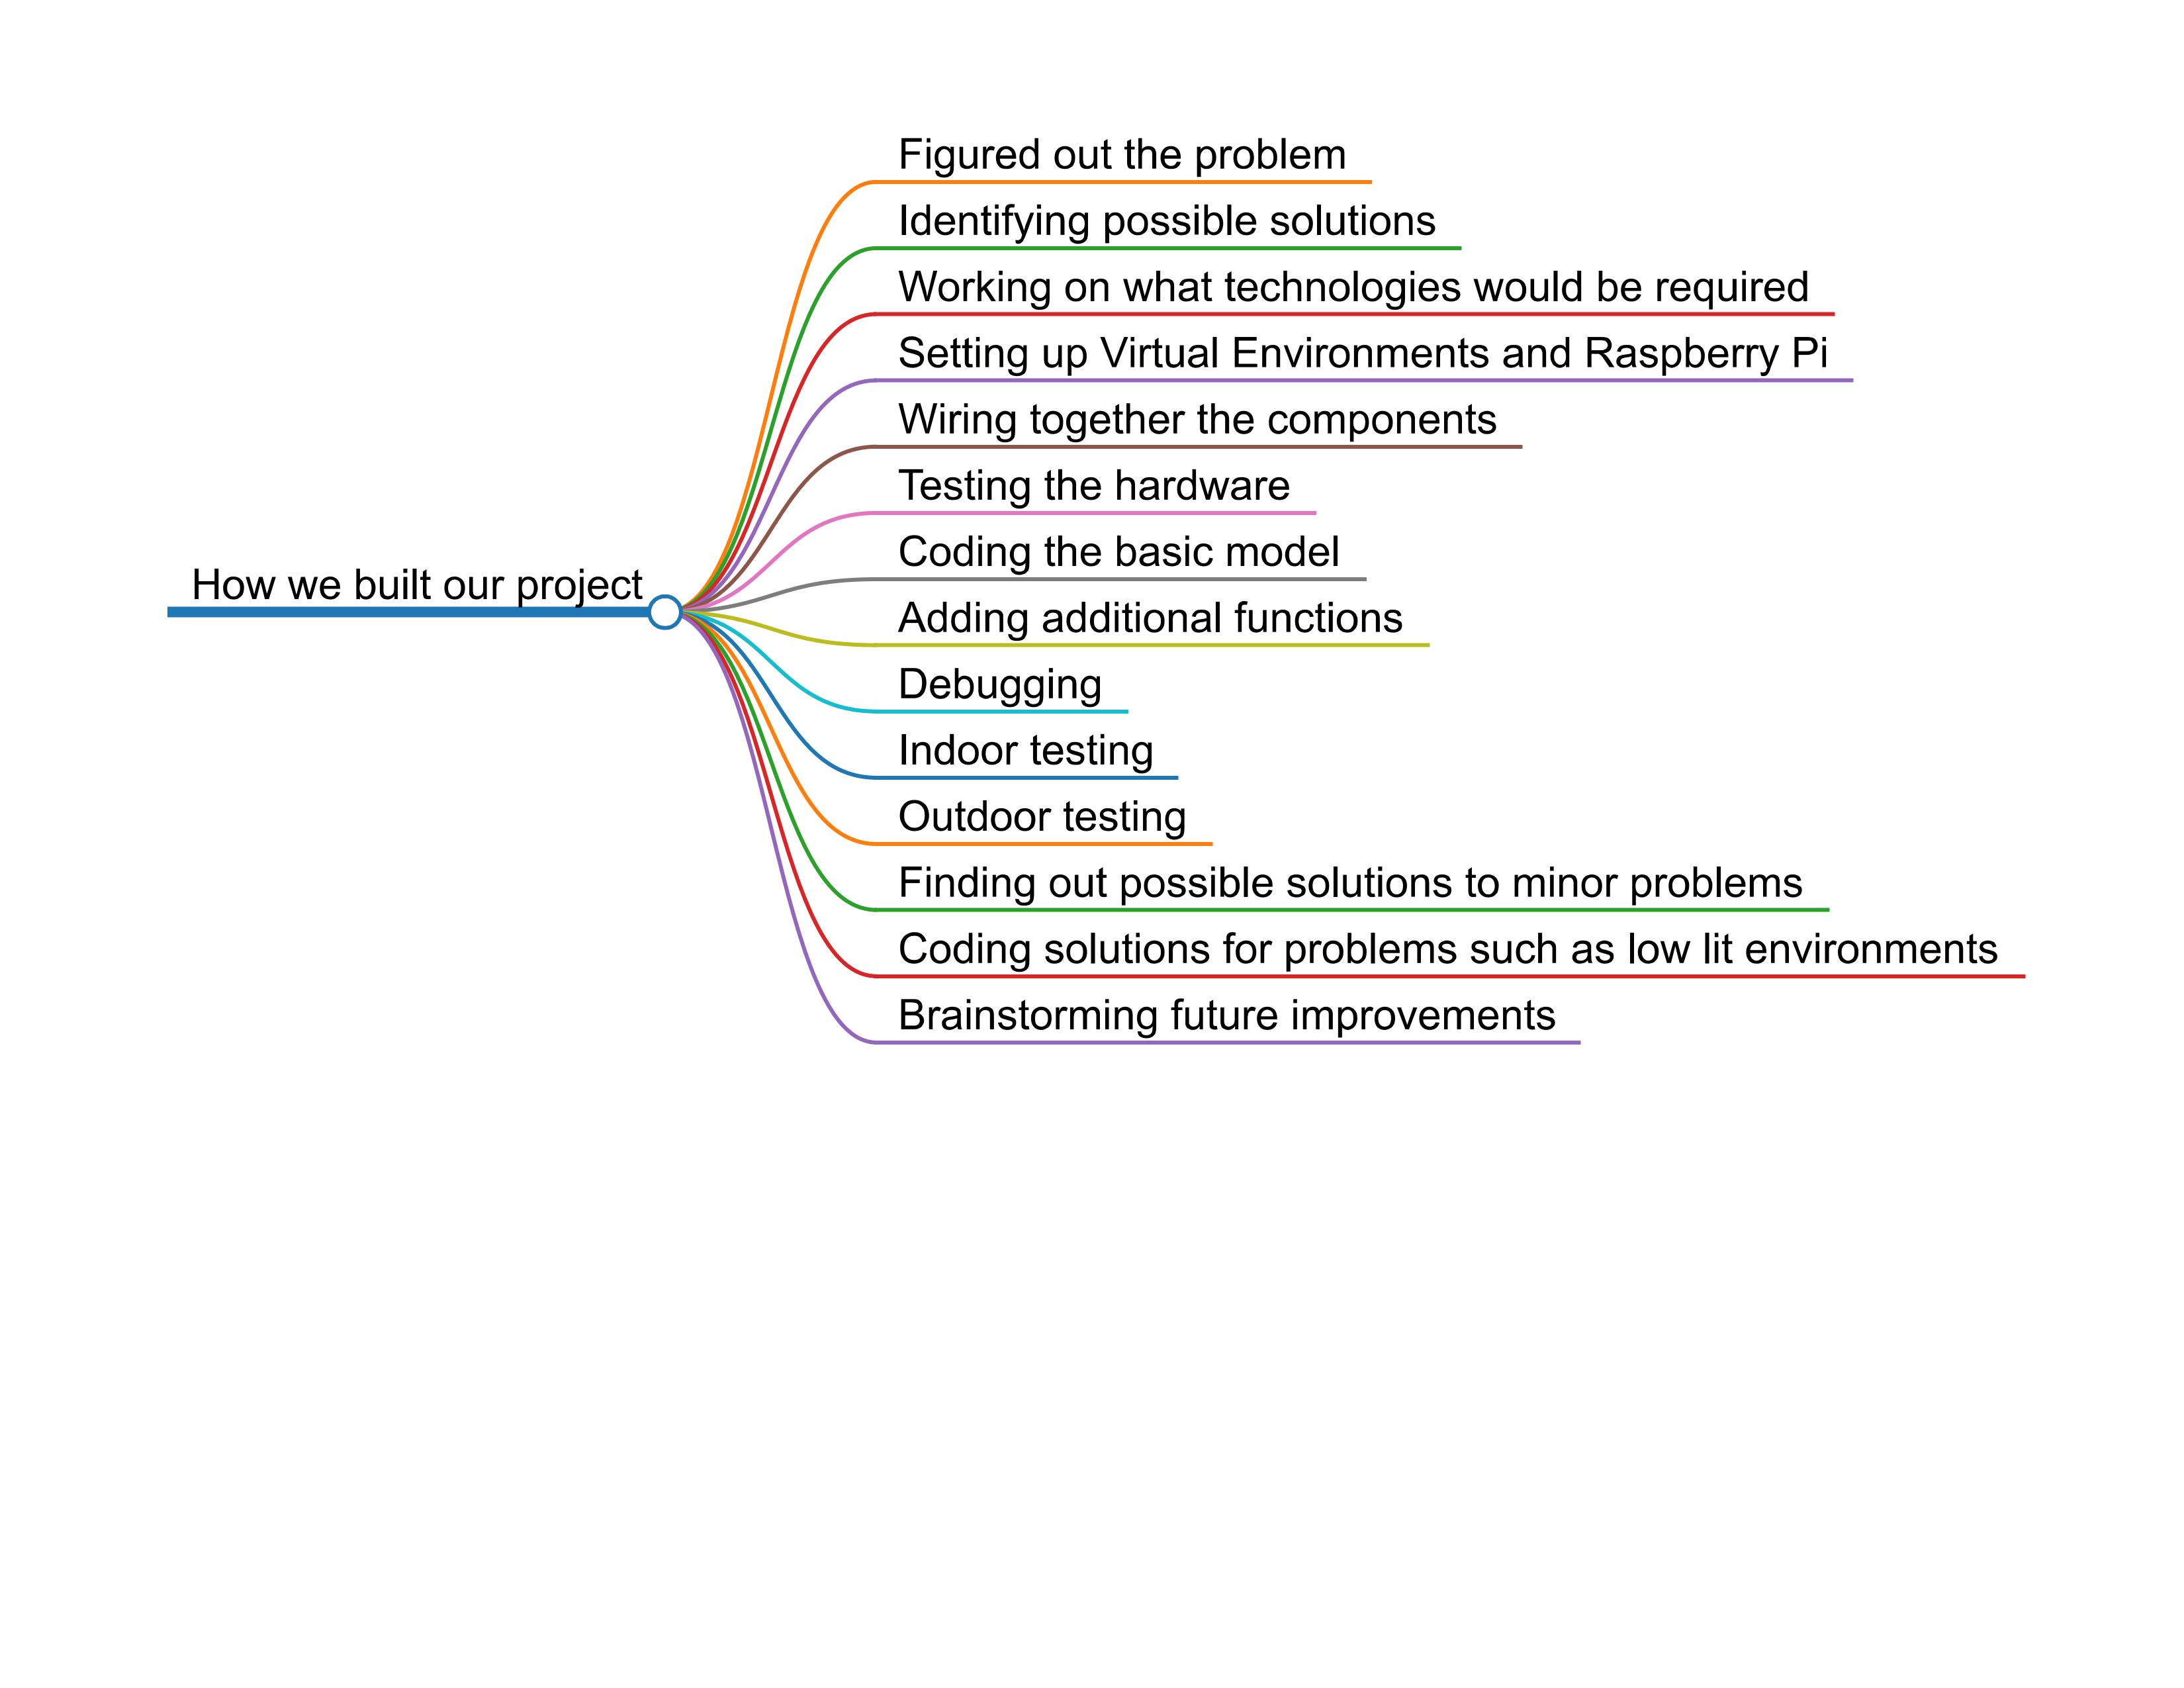 How we built our project
Figured out the problem
Identifying possible solutions
Working on what technologies would be required
Setting up Virtual Environments and Raspberry Pi
Wiring together the components
Testing the hardware
Coding the basic model
Adding additional functions
Debugging
Indoor testing
Outdoor testing
Finding out possible solutions to minor problems
Coding solutions for problems such as low lit environments
Brainstorming future improvements